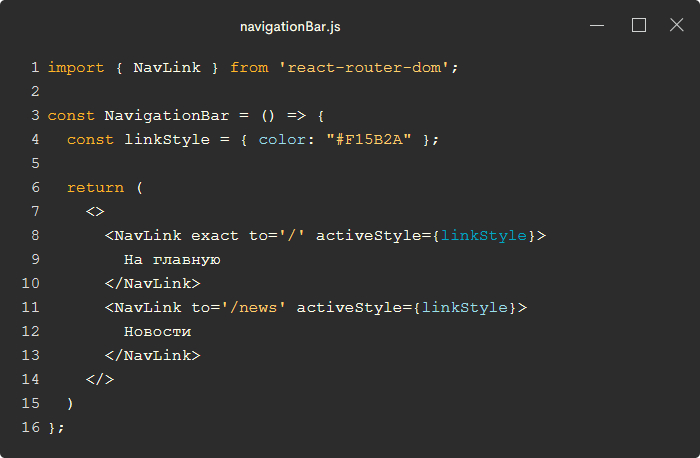 navigationBar.js
1 import { NavLink } from 'react-router-dom';
2
3 const NavigationBar = () => {
4   const linkStyle = { color: "#F15B2A" };
5
6   return (
7     <>
8       <NavLink exact to='/' activeStyle={linkStyle}>
9         На главную
10       </NavLink>
11       <NavLink to='/news' activeStyle={linkStyle}>
12         Новости
13       </NavLink>
14     </>
15   )
16 };